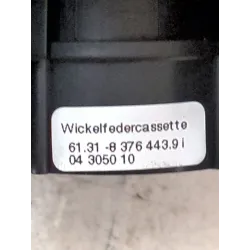 Wickelfedercassette
61.31 -8 376 443.9 i
04 3050 10